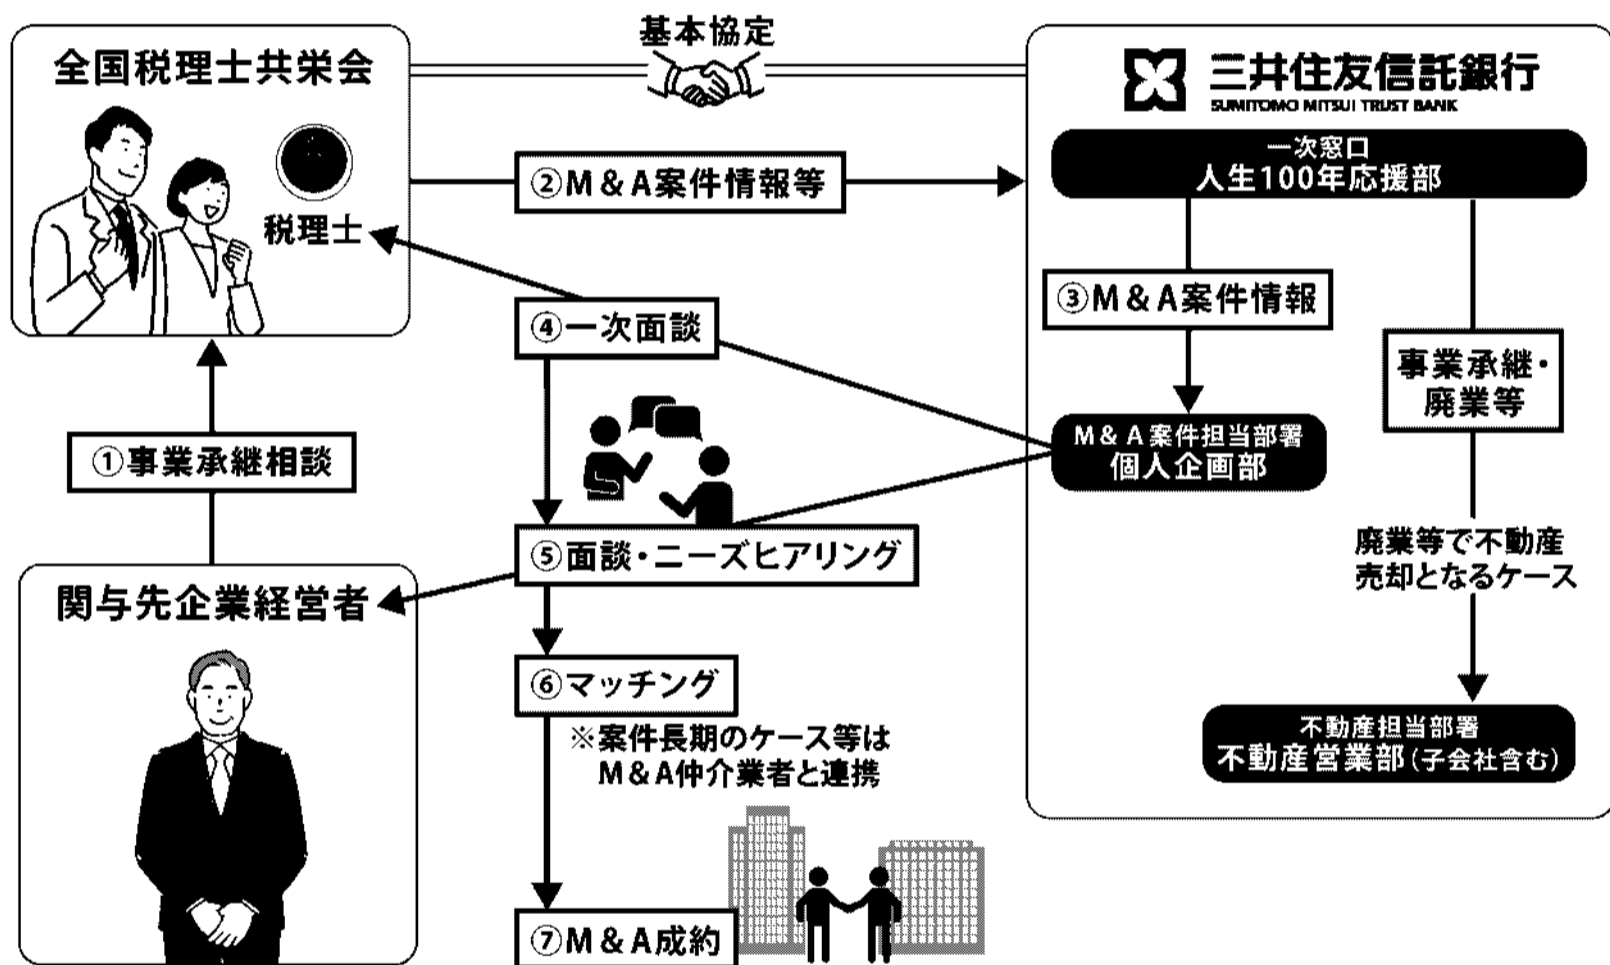 基本協定
全国税理士共栄会
税理士
三井住友信託銀行
SUMITOMO MITSUI TRUST BANK
一次窓口
人生100年応援部
②M&A案件情報等
③M&A案件情報
④一次面談
事業承継・
廃業等
M&A案件担当部署
個人企画部
①事業承継相談
⑤面談・ニーズヒアリング
廃業等で不動産
売却となるケース
関与先企業経営者
⑥マッチング
※案件長期のケース等は
M&A仲介業者と連携
不動産担当部署
不動産営業部(子会社含む)
⑦M&A成約